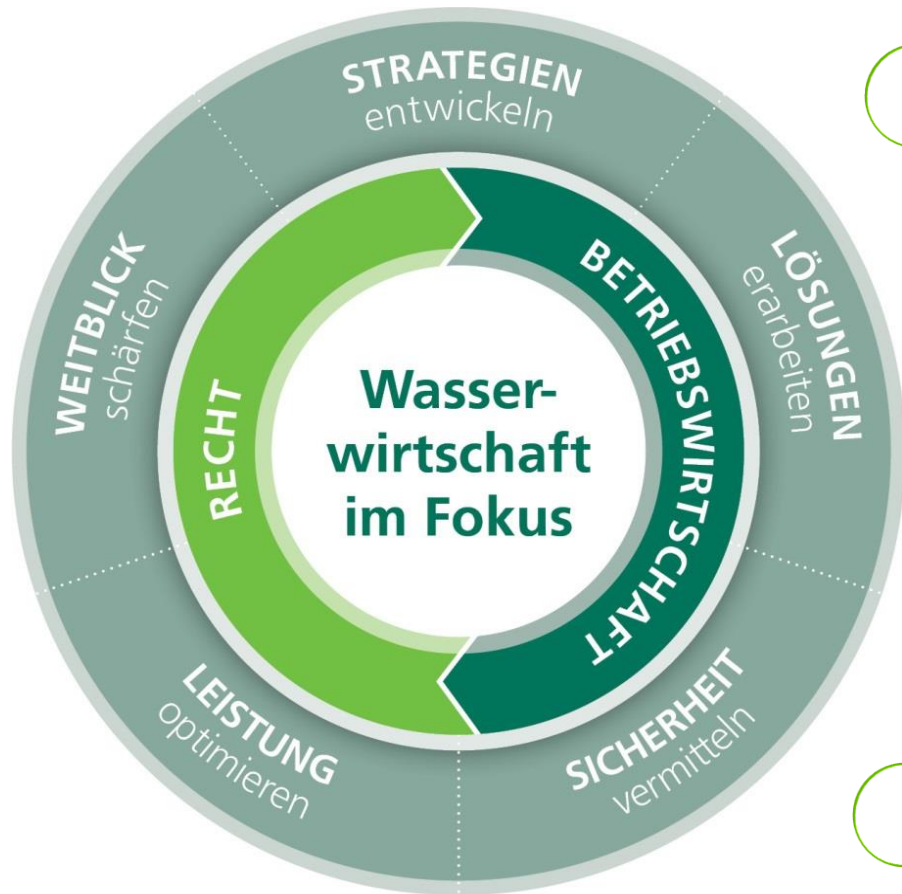 STRATEGIEN
entwickeln
LÖSUNGEN
erarbeiten
SICHERHEIT
vermitteln
LEISTUNG
optimieren
WEITBLICK
schärfen
BETRIEBSWIRTSCHAFT
RECHT
Wasser-
wirtschaft
im Fokus